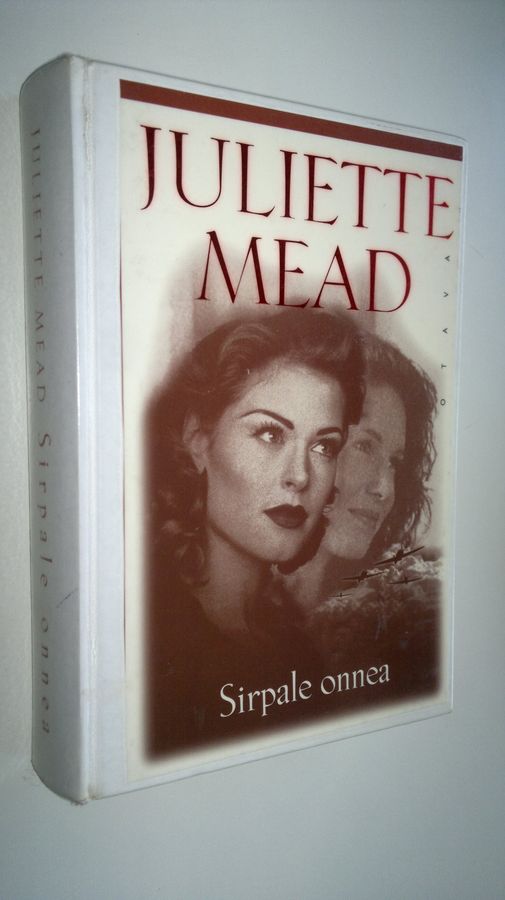 JULIETTE MEAD Sirpale onnea
JULIETTE
MEAD
OTAVA
Sirpale onnea